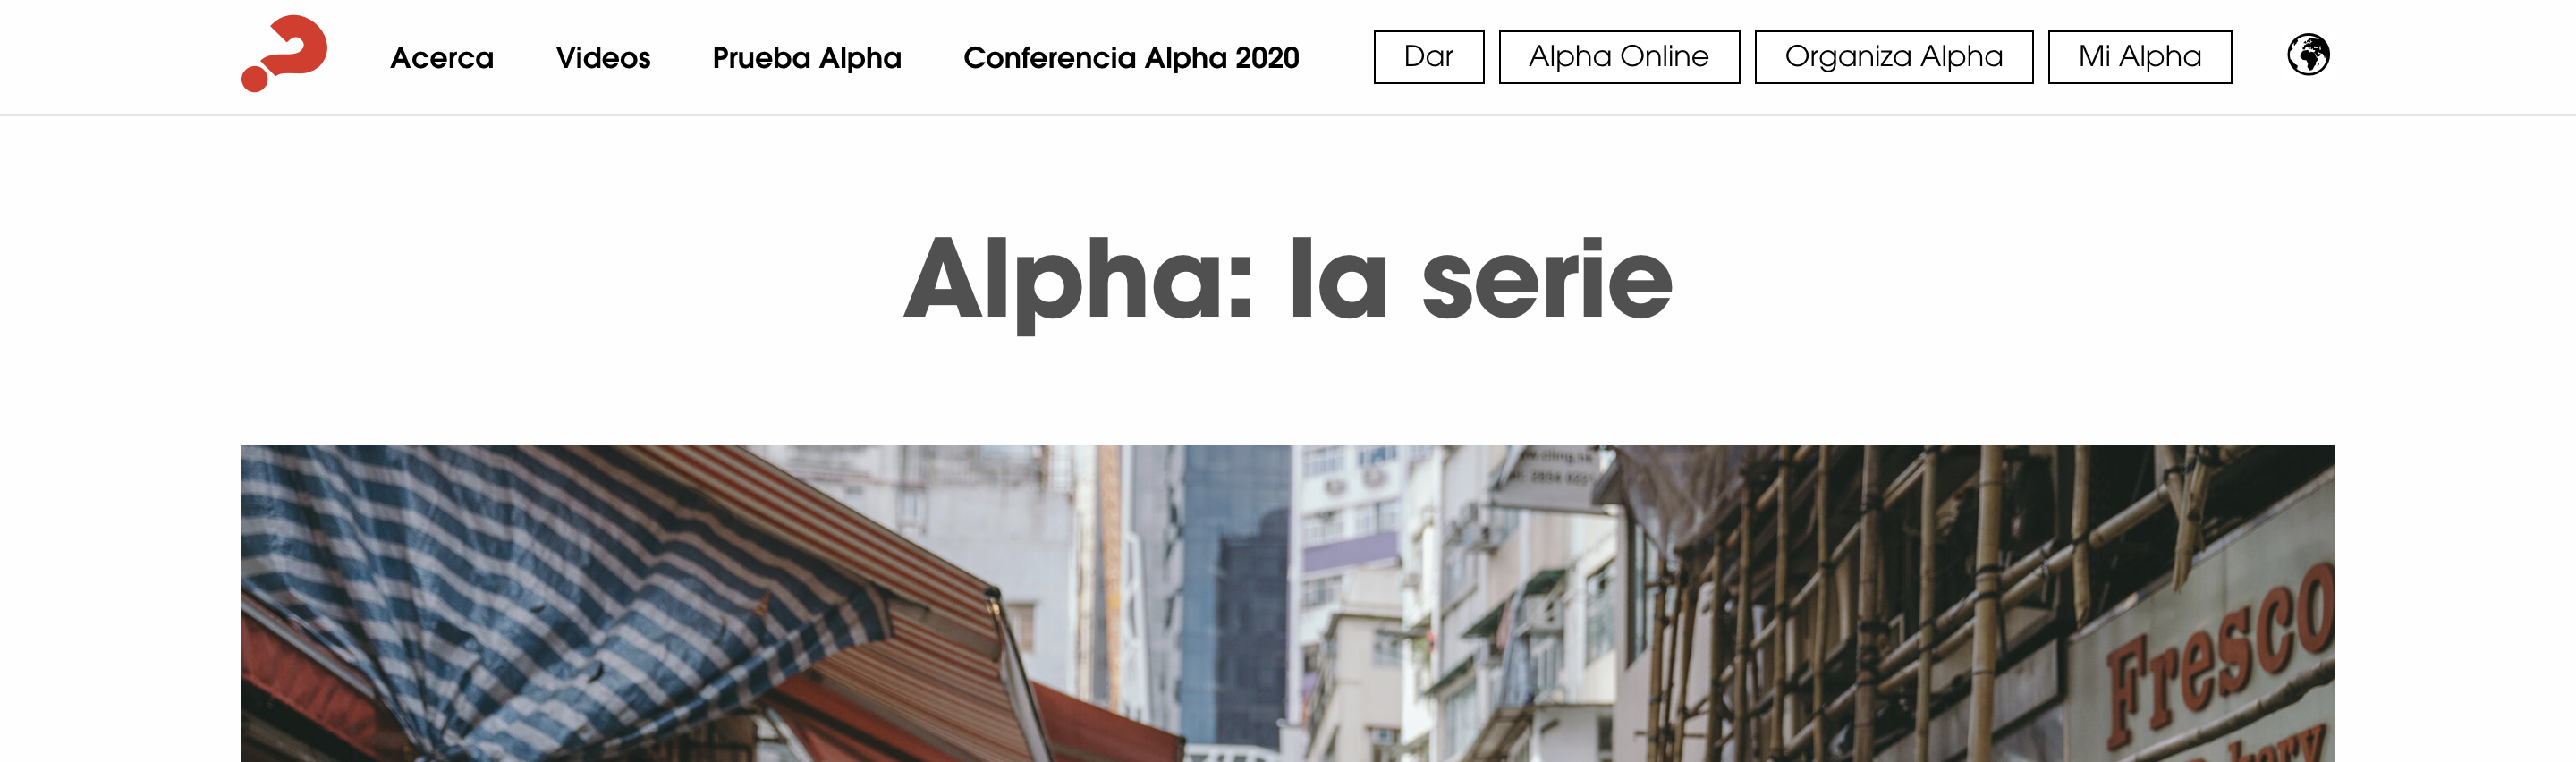 Acerca
Videos
Prueba Alpha
Conferencia Alpha 2020
Dar
Alpha Online
Organiza Alpha
Mi Alpha
Alpha: la serie
Fresco